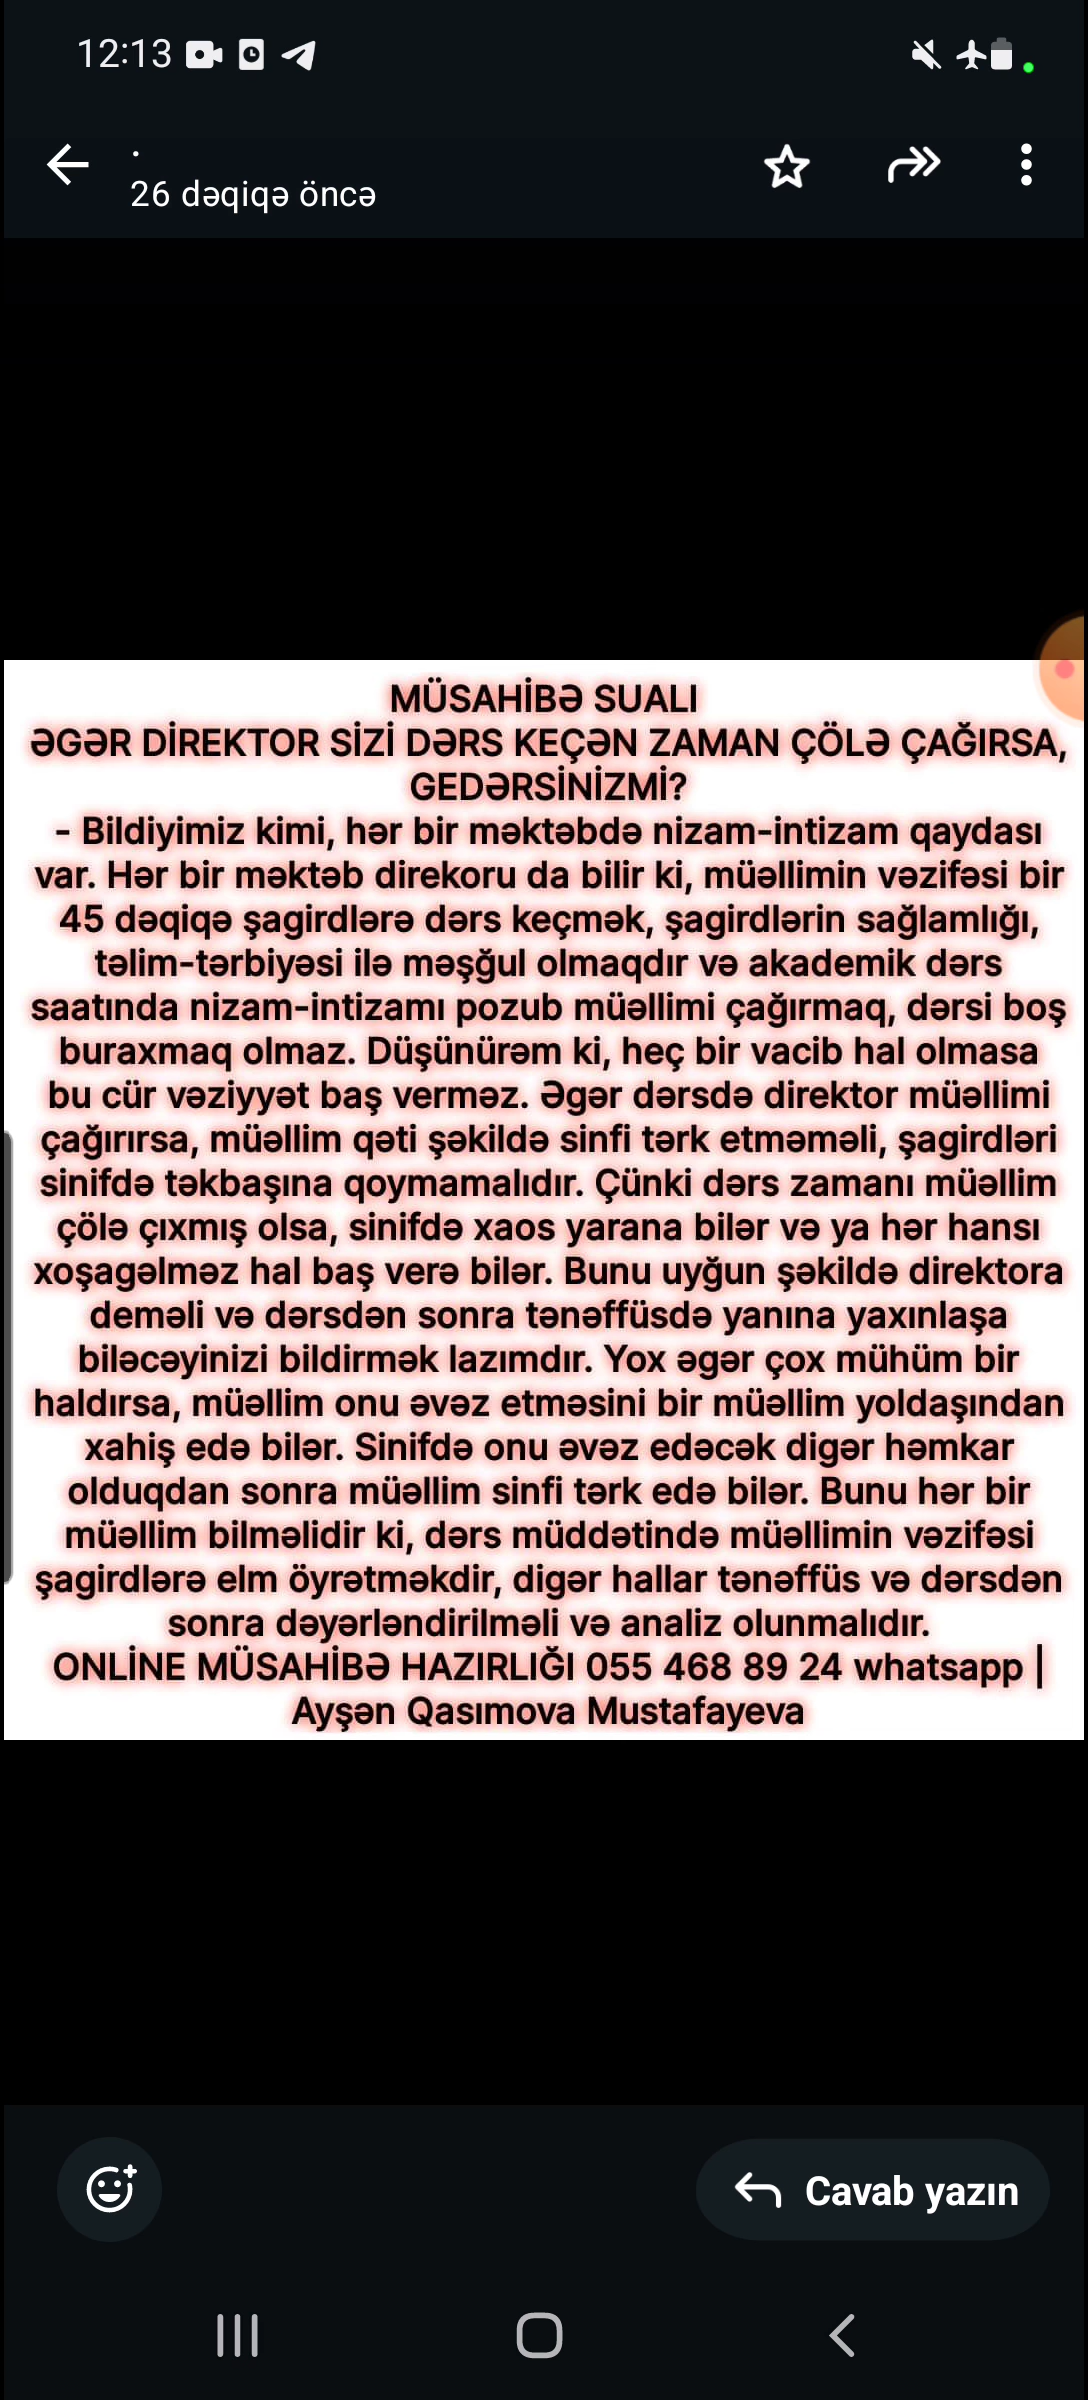 12:13
.
26 dəqiqə öncə
MÜSAHİBƏ SUALI
ƏGƏR DİREKTOR SİZİ DƏRS KEÇƏN ZAMAN ÇÖLƏ ÇAĞIRSA,
GEDƏRSİNİZMİ?
- Bildiyimiz kimi, hər bir məktəbdə nizam-intizam qaydası
var. Hər bir məktəb direkoru da bilir ki, müəllimin vəzifəsi bir
45 dəqiqə şagirdlərə dərs keçmək, şagirdlərin sağlamlığı,
təlim-tərbiyəsi ilə məşğul olmaqdır və akademik dərs
saatında nizam-intizamı pozub müəllimi çağırmaq, dərsi boş
buraxmaq olmaz. Düşünürəm ki, heç bir vacib hal olmasa
bu cür vəziyyət baş verməz. Əgər dərsdə direktor müəllimi
çağırırsa, müəllim qəti şəkildə sinfi tərk etməməli, şagirdləri
sinifdə təkbaşına qoymamalıdır. Çünki dərs zamanı müəllim
çölə çıxmış olsa, sinifdə xaos yarana bilər və ya hər hansı
xoşagəlməz hal baş verə bilər. Bunu uyğun şəkildə direktora
deməli və dərsdən sonra tənəffüsdə yanına yaxınlaşa
biləcəyinizi bildirmək lazımdır. Yox əgər çox mühüm bir
haldırsa, müəllim onu əvəz etməsini bir müəllim yoldaşından
xahiş edə bilər. Sinifdə onu əvəz edəcək digər həmkar
olduqdan sonra müəllim sinfi tərk edə bilər. Bunu hər bir
müəllim bilməlidir ki, dərs müddətində müəllimin vəzifəsi
şagirdlərə elm öyrətməkdir, digər hallar tənəffüs və dərsdən
sonra dəyərləndirilməli və analiz olunmalıdır.
ONLİNE MÜSAHİBƏ HAZIRLIĞI 055 468 89 24 whatsapp |
Ayşən Qasımova Mustafayeva
Cavab yazın